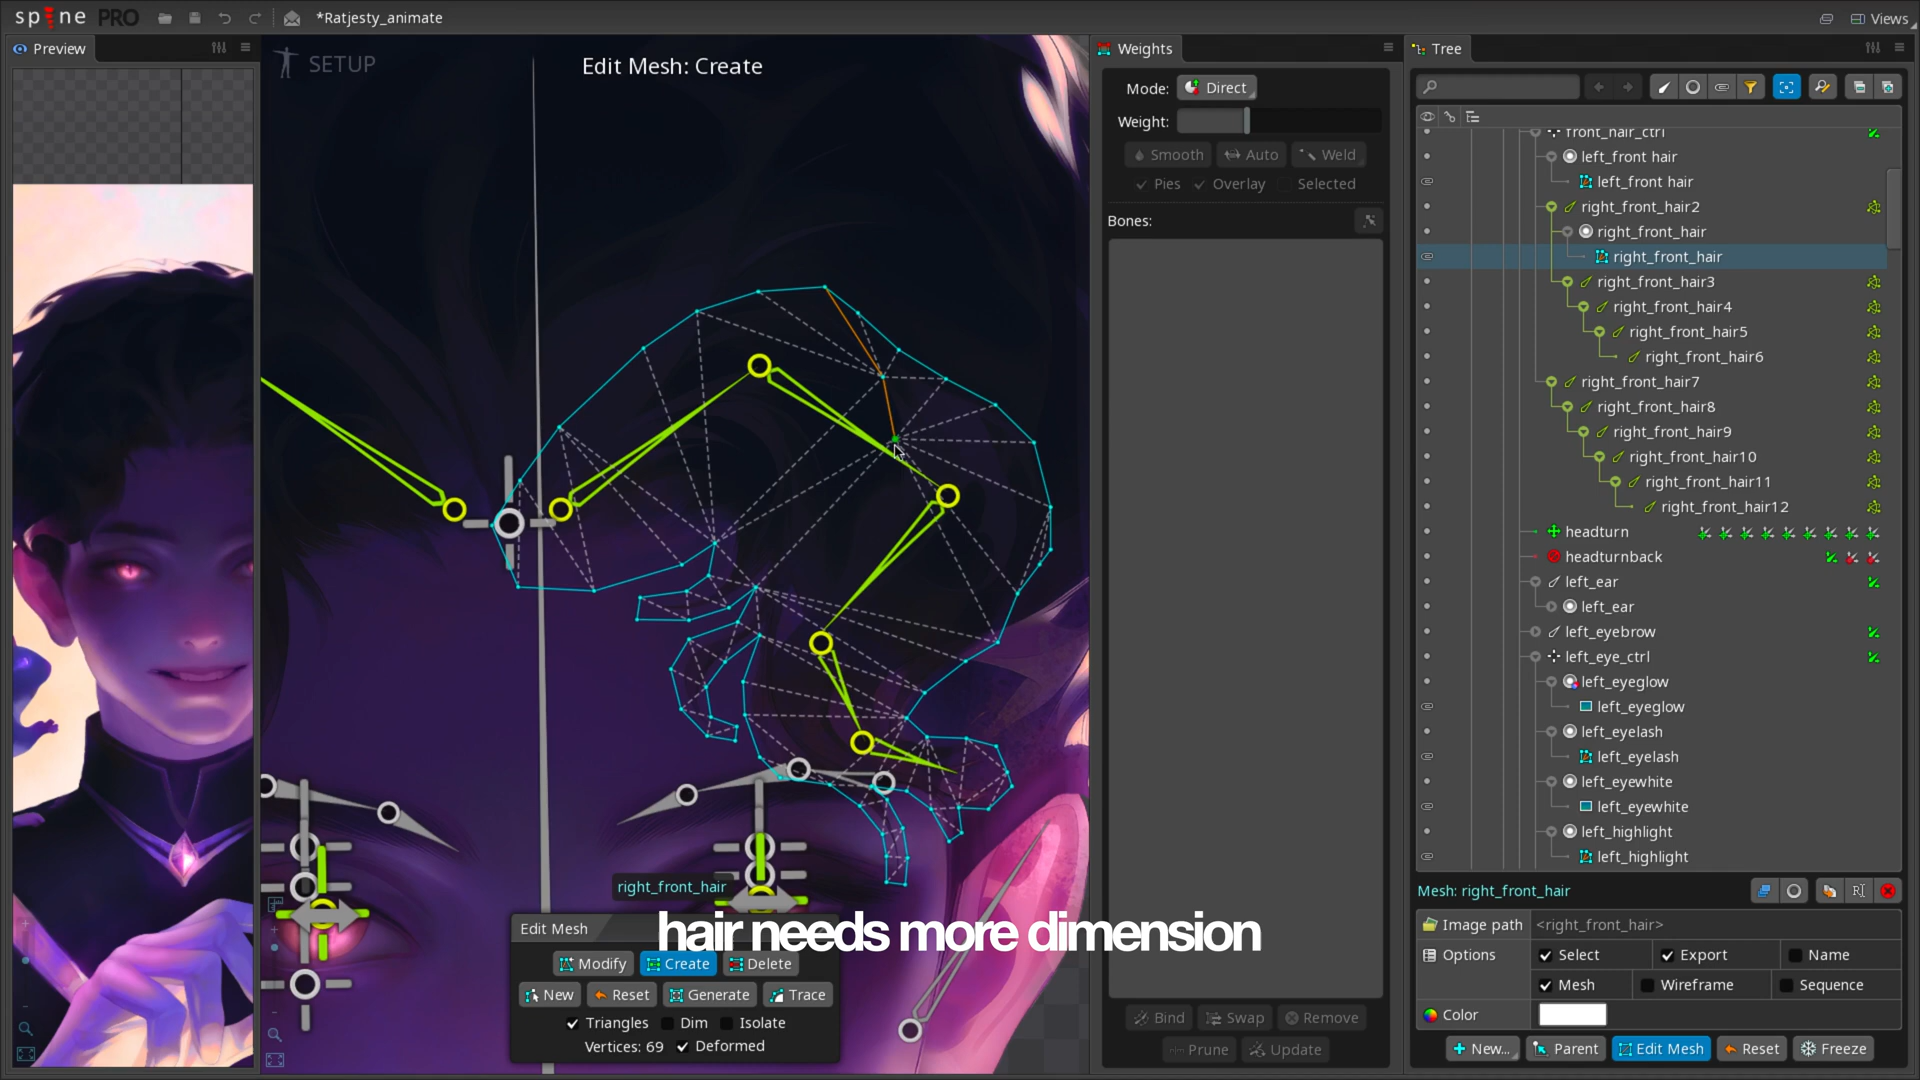 spine PRO
*Ratjesty_animate
Views
Preview
SETUP
Edit Mesh: Create
Weights
Mode:
Direct
Weight:
Smooth
Auto
Weld
Pies
Overlay
Selected
Bones:
Bind
Swap
Remove
Prune
Update
Tree
front_hair_ctrl
left_front hair
left_front hair
right_front_hair2
right_front_hair
right_front_hair
right_front_hair3
right_front_hair4
right_front_hair5
right_front_hair6
right_front_hair7
right_front_hair8
right_front_hair9
right_front_hair10
right_front_hair11
right_front_hair12
headturn
headturnback
left_ear
left_ear
left_eyebrow
left_eye_ctrl
left_eyeglow
left_eyeglow
left_eyelash
left_eyelash
left_eyewhite
left_eyewhite
left_highlight
left_highlight
Mesh: right_front_hair
Image path
<right_front_hair>
Options
Select
Export
Name
Mesh
Wireframe
Sequence
Color
New...
Parent
Edit Mesh
Reset
Freeze
right_front_hair
hair needs more dimension
Edit Mesh
Modify
Create
Delete
New
Reset
Generate
Trace
Triangles
Dim
Isolate
Vertices: 69
Deformed